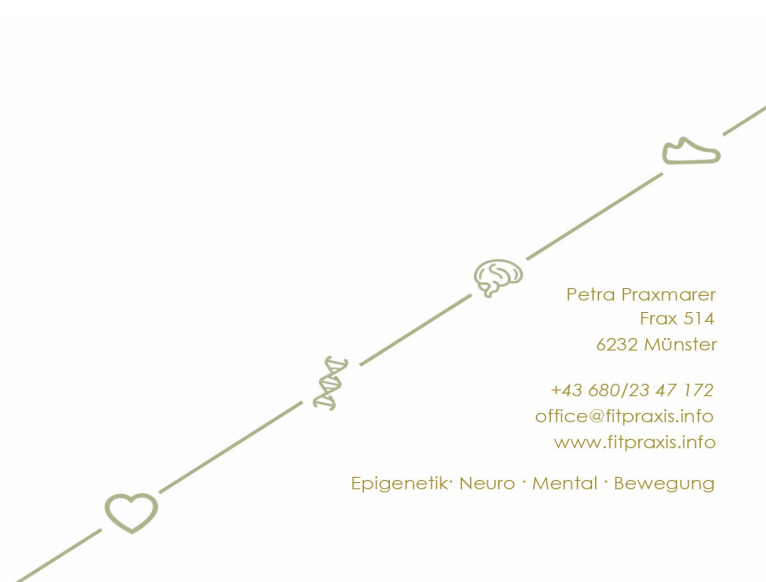 Petra Praxmarer
Frax 514
6232 Münster
+43 680/23 47 172
office@fitpraxis.info
www.fitpraxis.info
Epigenetik· Neuro · Mental · Bewegung